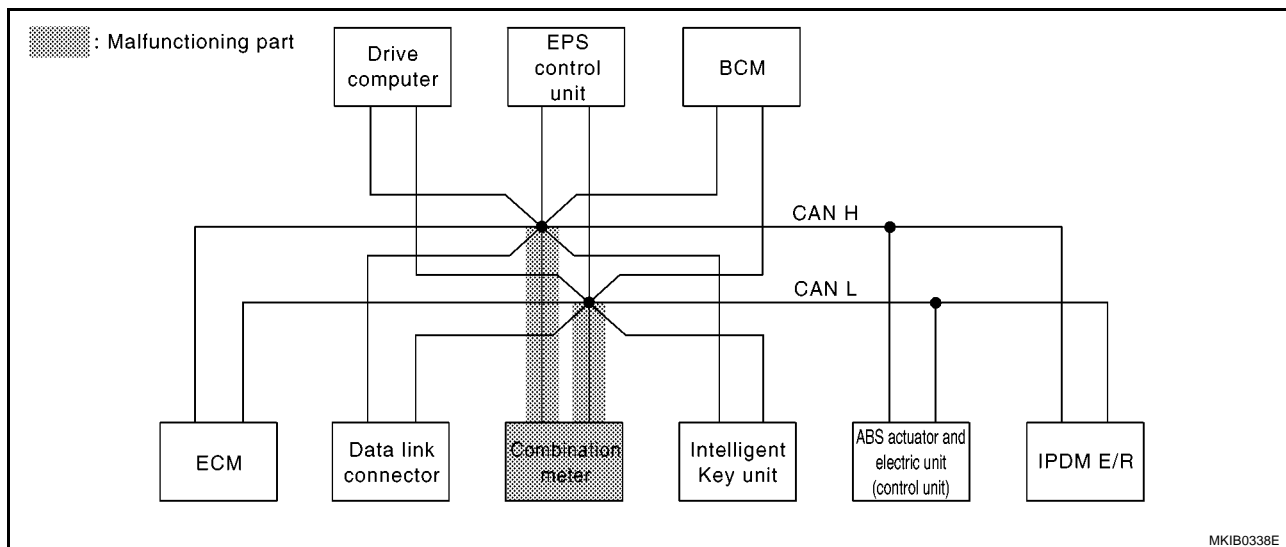 : Malfunctioning part
Drive
computer
EPS
control
unit
BCM
CAN H
CAN L
ECM
Data link
connector
Combination
meter
Intelligent
Key unit
ABS actuator and
electric unit
(control unit)
IPDM E/R
MKIB0338E